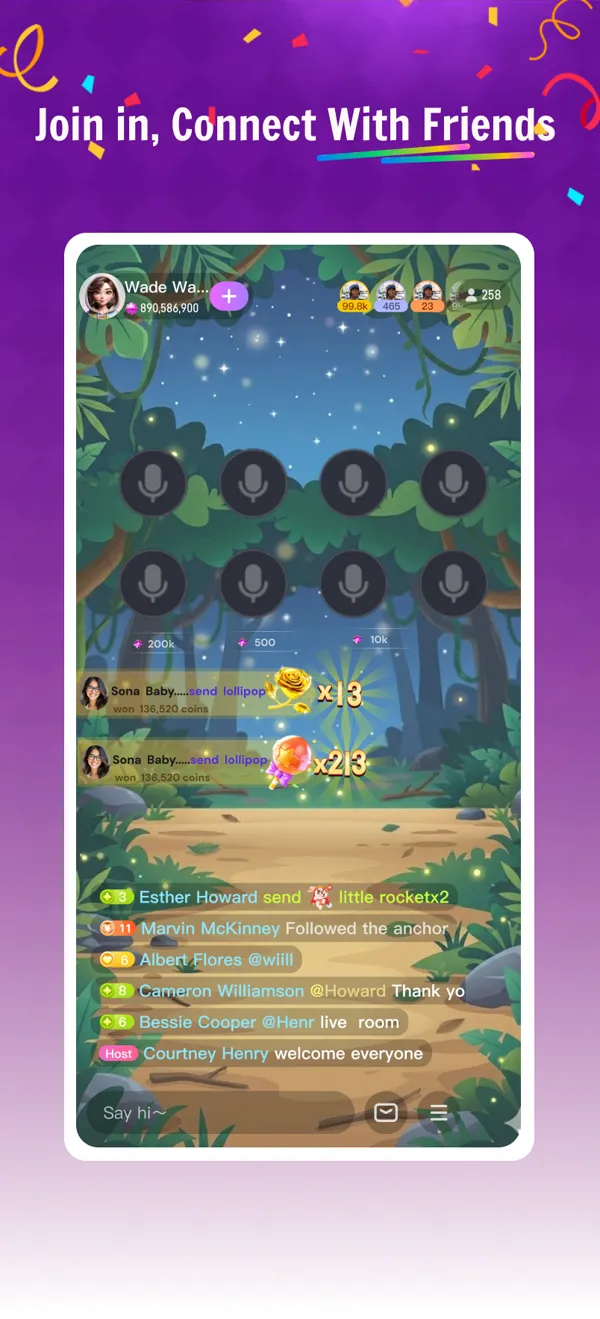 Join in, Connect With Friends
Wade Wa...
890,586,900
99.8k 465 23
258
200k 500 10k
Sona Baby.....send lollipop x13
won 136,520 coins
Sona Baby.....send lollipop x213
won 136,520 coins
3 Esther Howard send little rocketx2
11 Marvin McKinney Followed the anchor
6 Albert Flores @wiill
8 Cameron Williamson @Howard Thank yo
6 Bessie Cooper @Henr live room
Host Courtney Henry welcome everyone
Say hi~